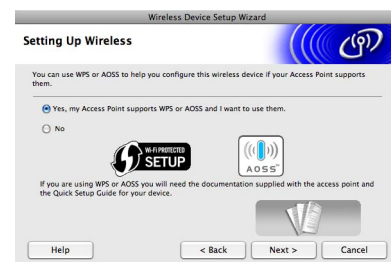 Wireless Device Setup Wizard
Setting Up Wireless
You can use WPS or AOSS to help you configure this wireless device if your Access Point supports
them.
Yes, my Access Point supports WPS or AOSS and I want to use them.
No
WI-FI PROTECTED
SETUP
AOSS™
If you are using WPS or AOSS you will need the documentation supplied with the access point and
the Quick Setup Guide for your device.
Help
< Back
Next >
Cancel